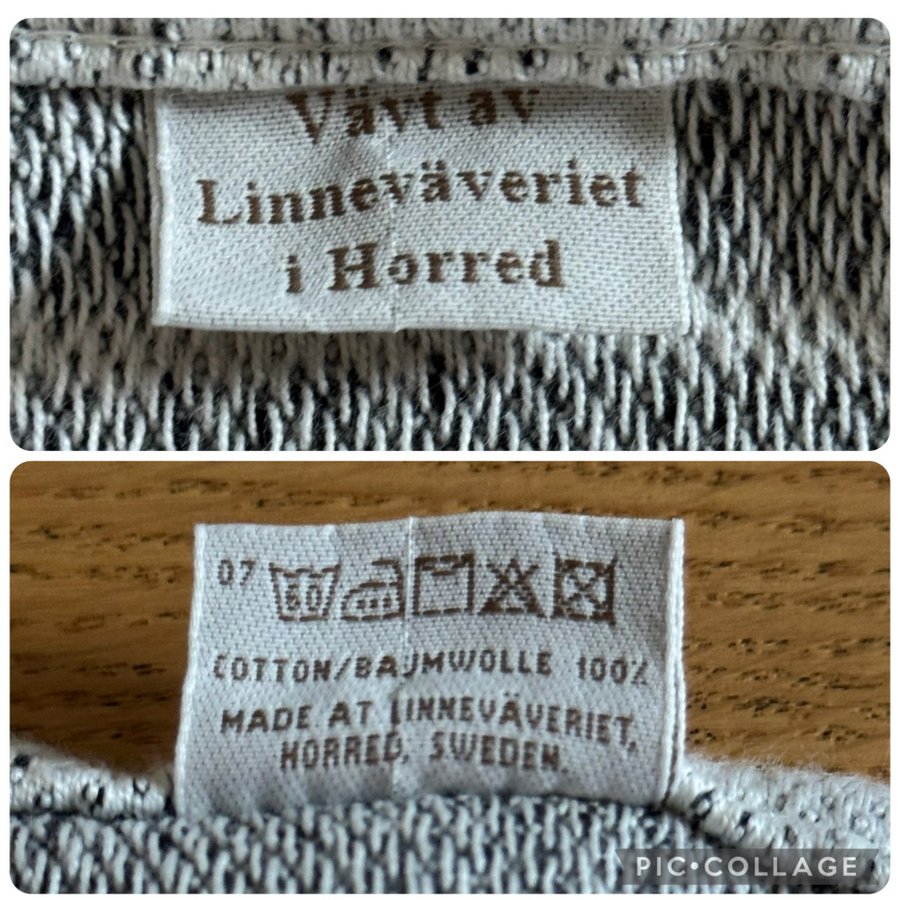 Vävt av
Linneväveriet
i Horred
07 60
COTTON/BAUMWOLLE 100%
MADE AT LINNEVÄVERIET,
HORRED, SWEDEN.
PIC•COLLAGE